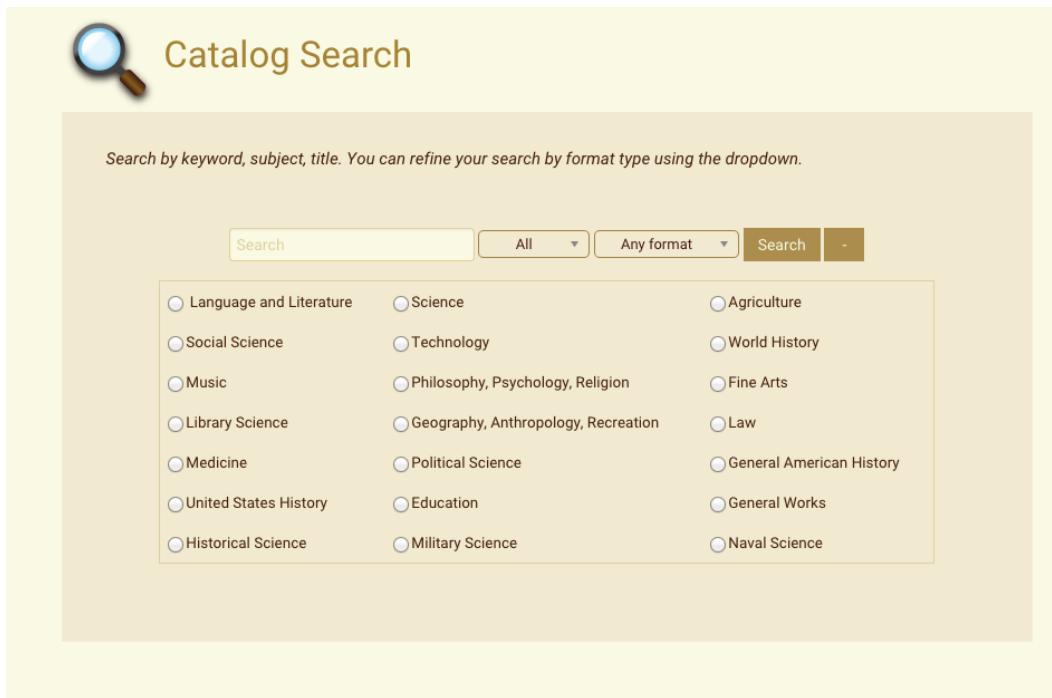 Catalog Search
Search by keyword, subject, title. You can refine your search by format type using the dropdown.
Search All Any format Search -
Language and Literature Science Agriculture
Social Science Technology World History
Music Philosophy, Psychology, Religion Fine Arts
Library Science Geography, Anthropology, Recreation Law
Medicine Political Science General American History
United States History Education General Works
Historical Science Military Science Naval Science